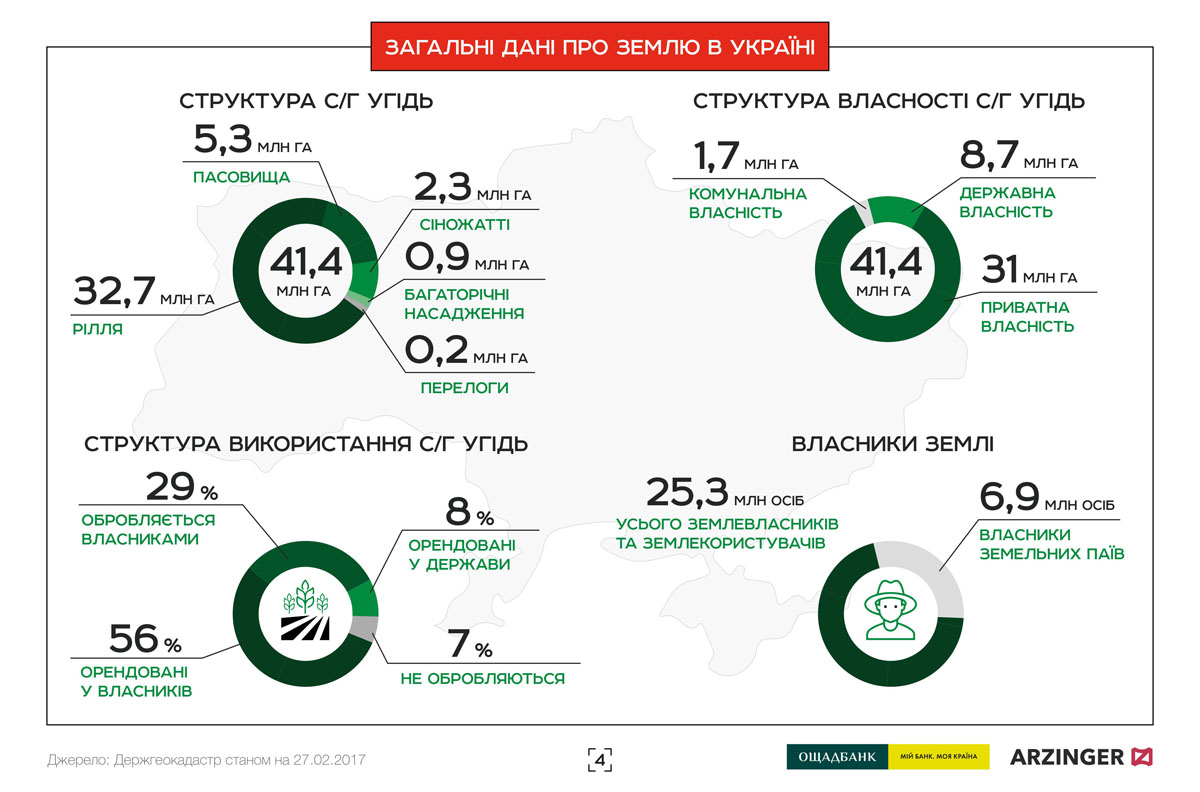 ЗАГАЛЬНІ ДАНІ ПРО ЗЕМЛЮ В УКРАЇНІ
СТРУКТУРА С/Г УГІДЬ
5,3 МЛН ГА
ПАСОВИЩА
2,3 МЛН ГА
СІНОЖАТТІ
41,4
МЛН ГА
0,9 МЛН ГА
БАГАТОРІЧНІ
НАСАДЖЕННЯ
32,7 МЛН ГА
РІЛЛЯ
0,2 МЛН ГА
ПЕРЕЛОГИ
СТРУКТУРА ВЛАСНОСТІ С/Г УГІДЬ
1,7 МЛН ГА
КОМУНАЛЬНА
ВЛАСНІСТЬ
8,7 МЛН ГА
ДЕРЖАВНА
ВЛАСНІСТЬ
41,4
МЛН ГА
31 МЛН ГА
ПРИВАТНА
ВЛАСНІСТЬ
СТРУКТУРА ВИКОРИСТАННЯ С/Г УГІДЬ
29 %
ОБРОБЛЯЄТЬСЯ
ВЛАСНИКАМИ
8 %
ОРЕНДОВАНІ
У ДЕРЖАВИ
56 %
ОРЕНДОВАНІ
У ВЛАСНИКІВ
7 %
НЕ ОБРОБЛЯЮТЬСЯ
ВЛАСНИКИ ЗЕМЛІ
25,3 МЛН ОСІБ
УСЬОГО ЗЕМЛЕВЛАСНИКІВ
ТА ЗЕМЛЕКОРИСТУВАЧІВ
6,9 МЛН ОСІБ
ВЛАСНИКИ
ЗЕМЕЛЬНИХ ПАЇВ
Джерело: Держгеокадастр станом на 27.02.2017
4
ОЩАДБАНК
МІЙ БАНК. МОЯ КРАЇНА
ARZINGER